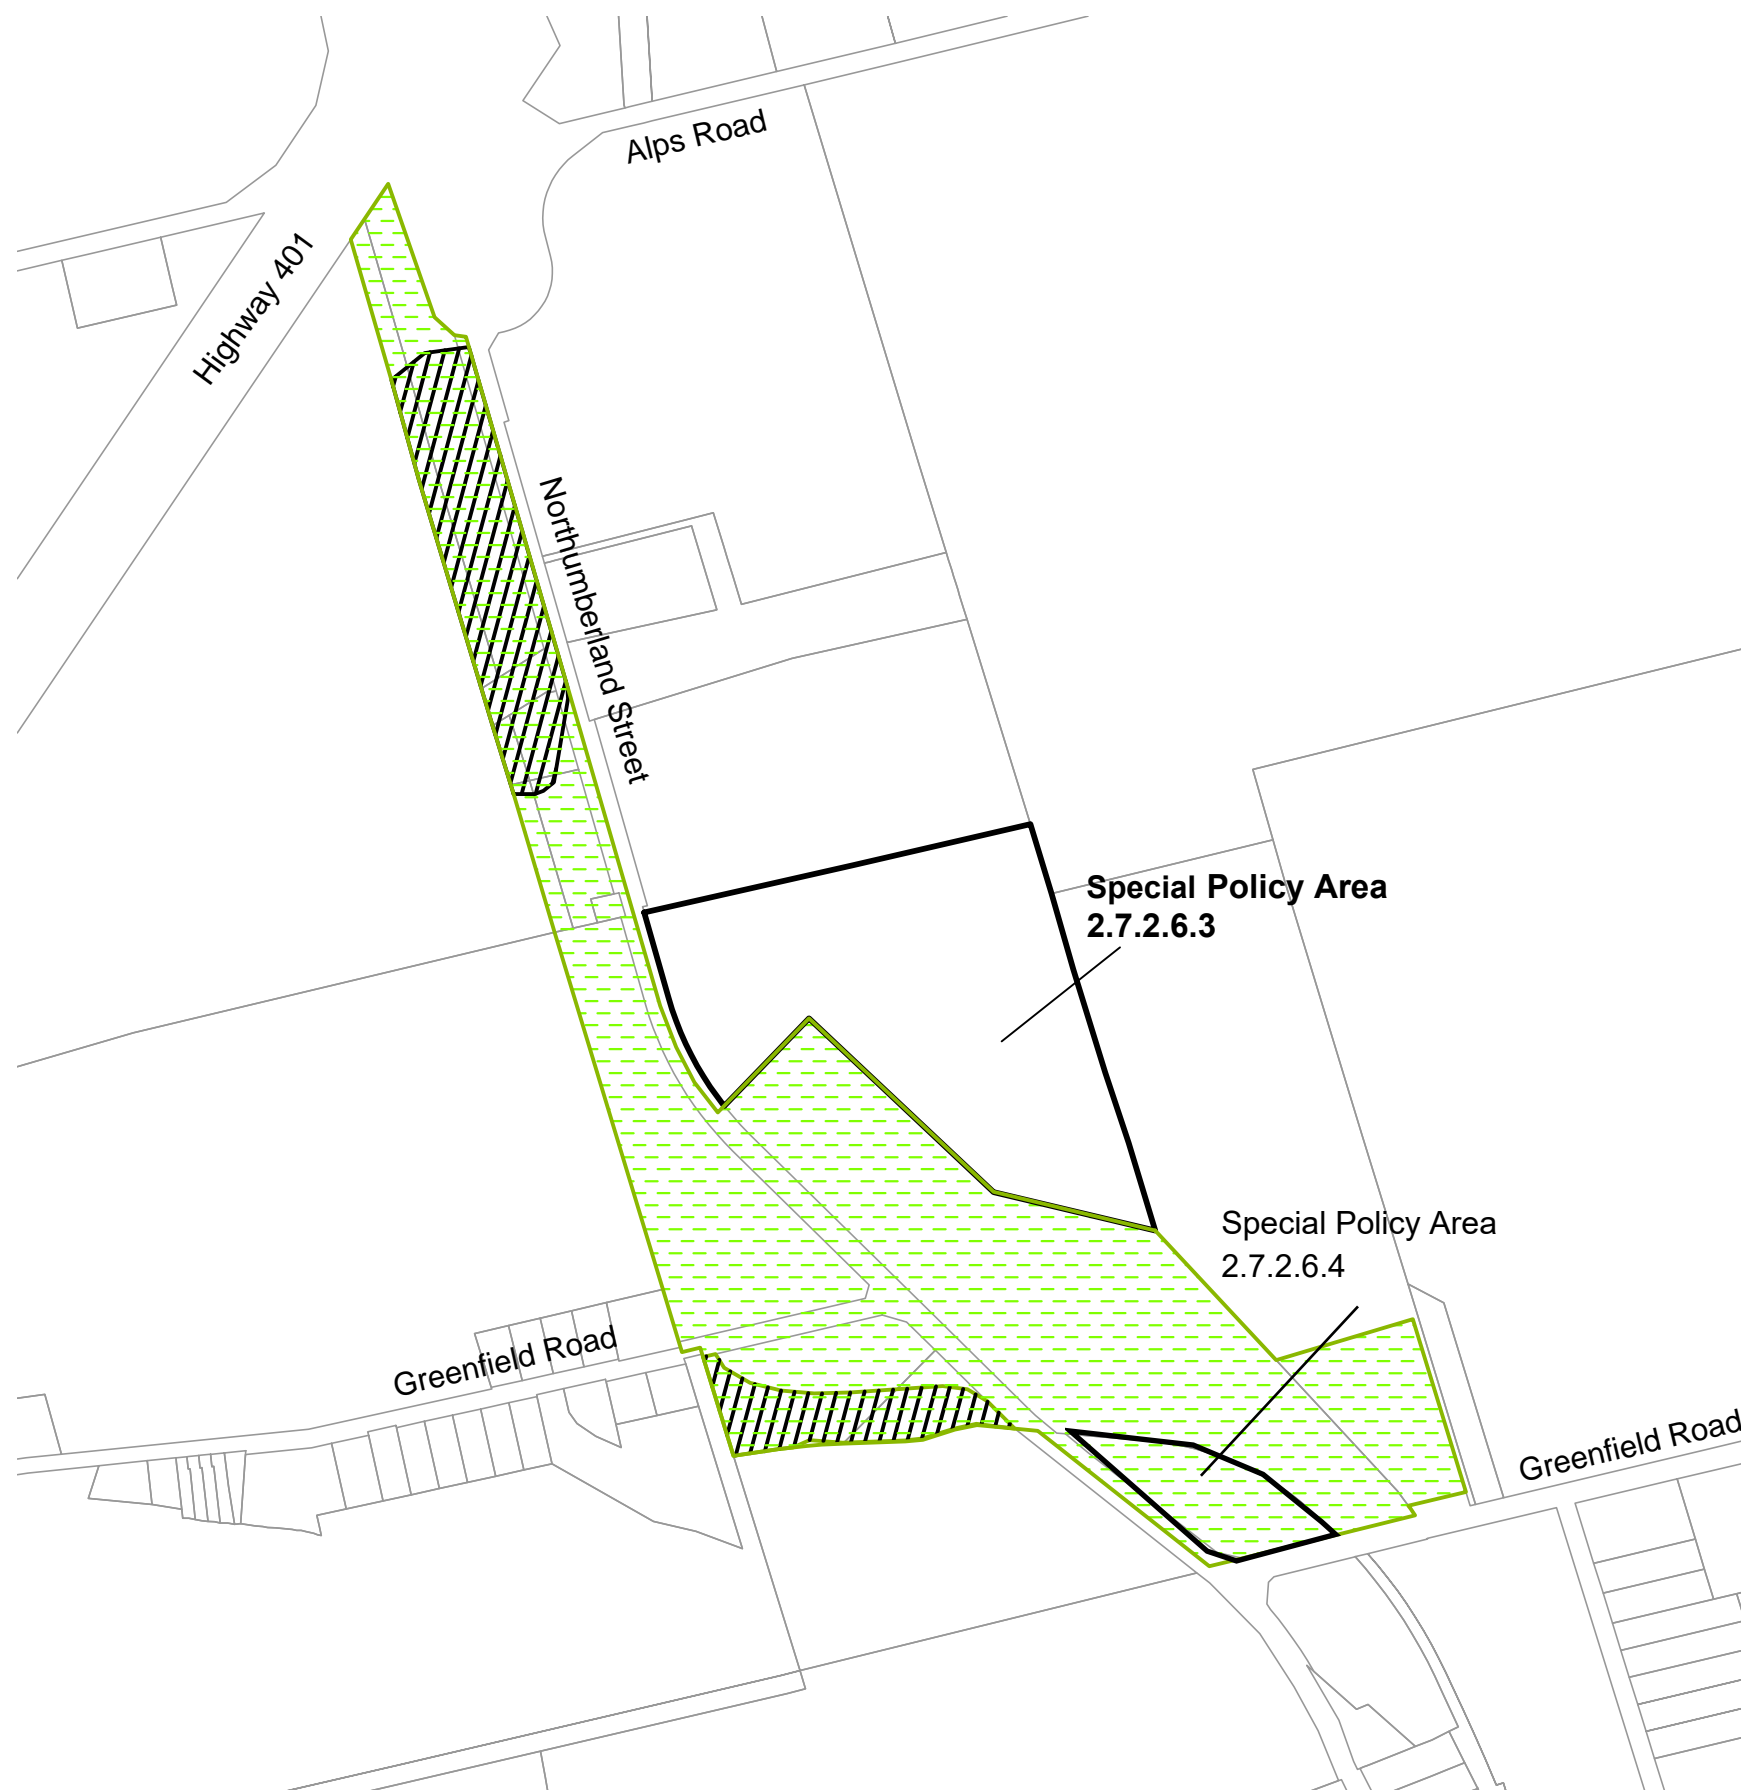 Alps Road
Highway 401
Northumberland Street
Special Policy Area
2.7.2.6.3
Special Policy Area
2.7.2.6.4
Greenfield Road
Greenfield Road